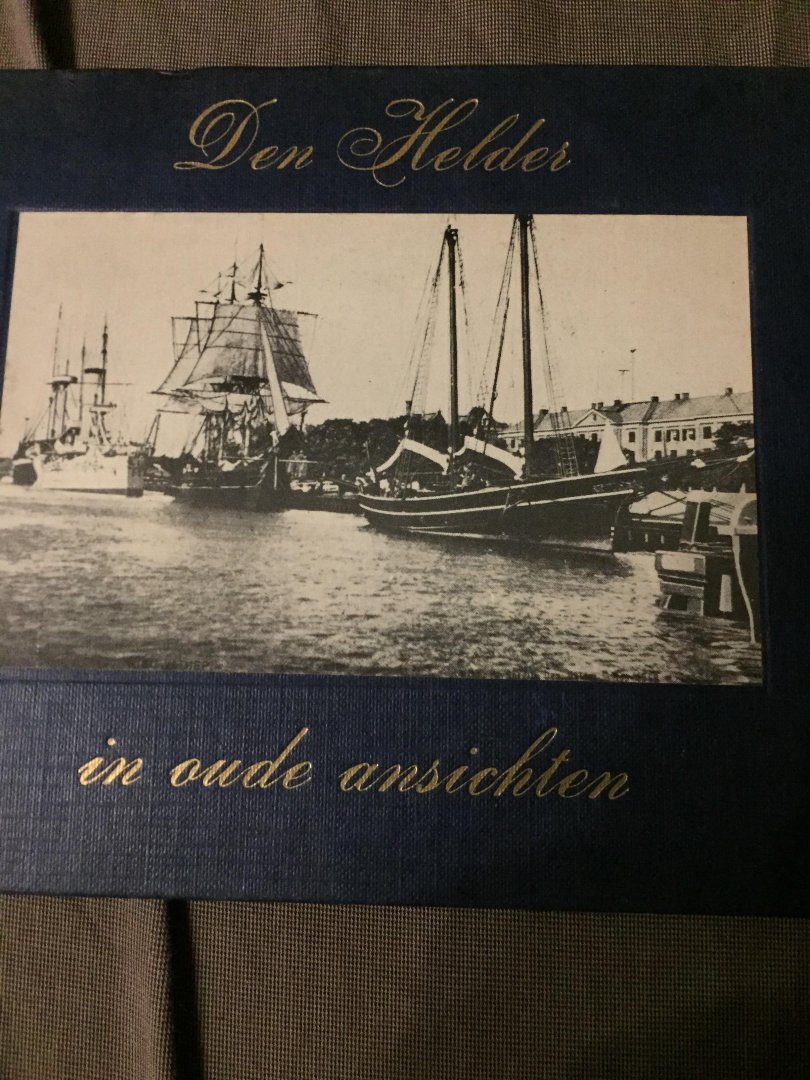 Den Helder
in oude ansichten